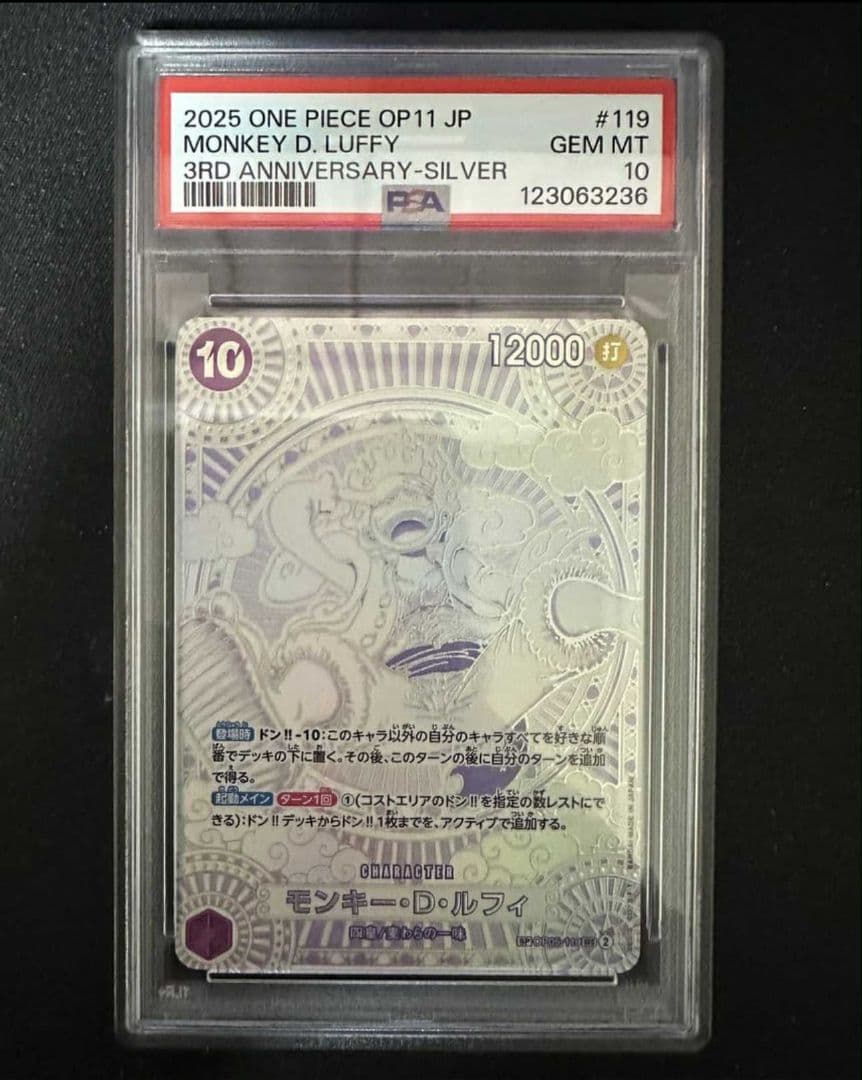 2025 ONE PIECE OP11 JP #119
MONKEY D. LUFFY GEM MT
3RD ANNIVERSARY-SILVER 10
PSA 123063236
10 12000 打
登場時 ドン!!-10:このキャラ以外の自分のキャラすべてを好きな順
番でデッキの下に置く。その後、このターンの後に自分のターンを追加
で得る。
起動メイン ターン1回 ①(コストエリアのドン!!を指定の数レストにで
きる):ドン!!デッキからドン!!1枚までを、アクティブで追加する。
CHARACTER
モンキー・D・ルフィ
四皇/麦わらの一味
SP OP05-119 2